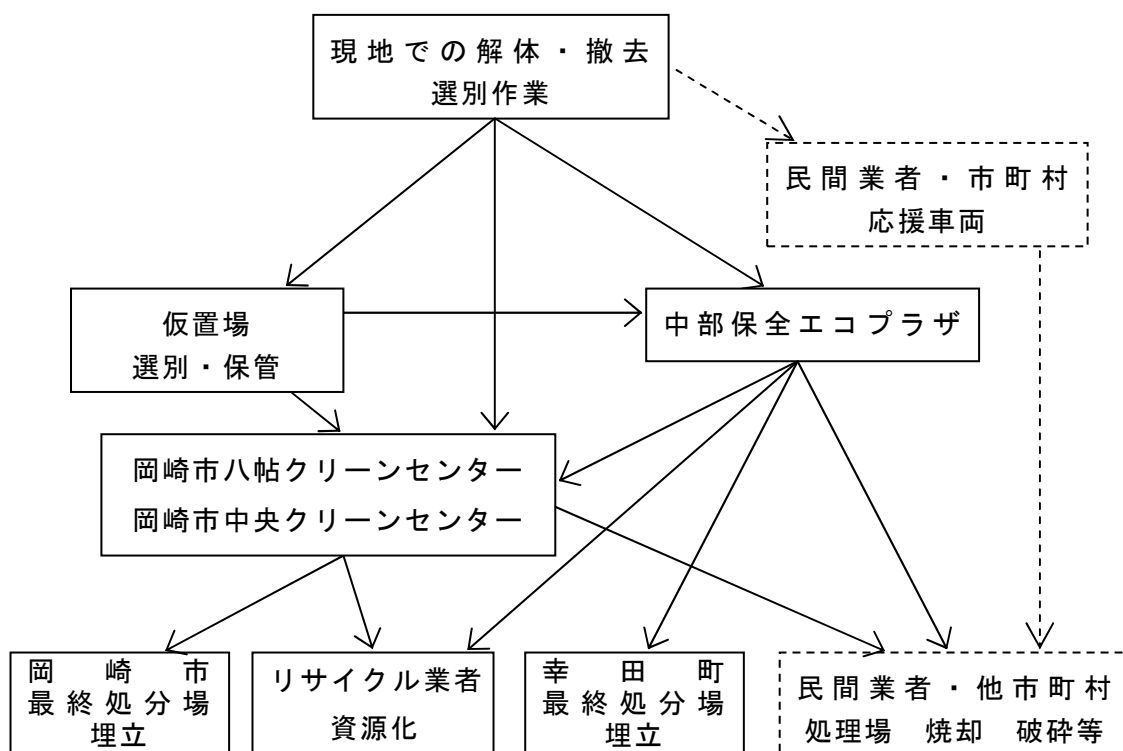 現地での解体・撤去
選別作業
民間業者・市町村
応援車両
仮置場
選別・保管
中部保全エコプラザ
岡崎市八帖クリーンセンター
岡崎市中央クリーンセンター
岡崎市
最終処分場
埋立
リサイクル業者
資源化
幸田町
最終処分場
埋立
民間業者・他市町村
処理場　焼却　破砕等